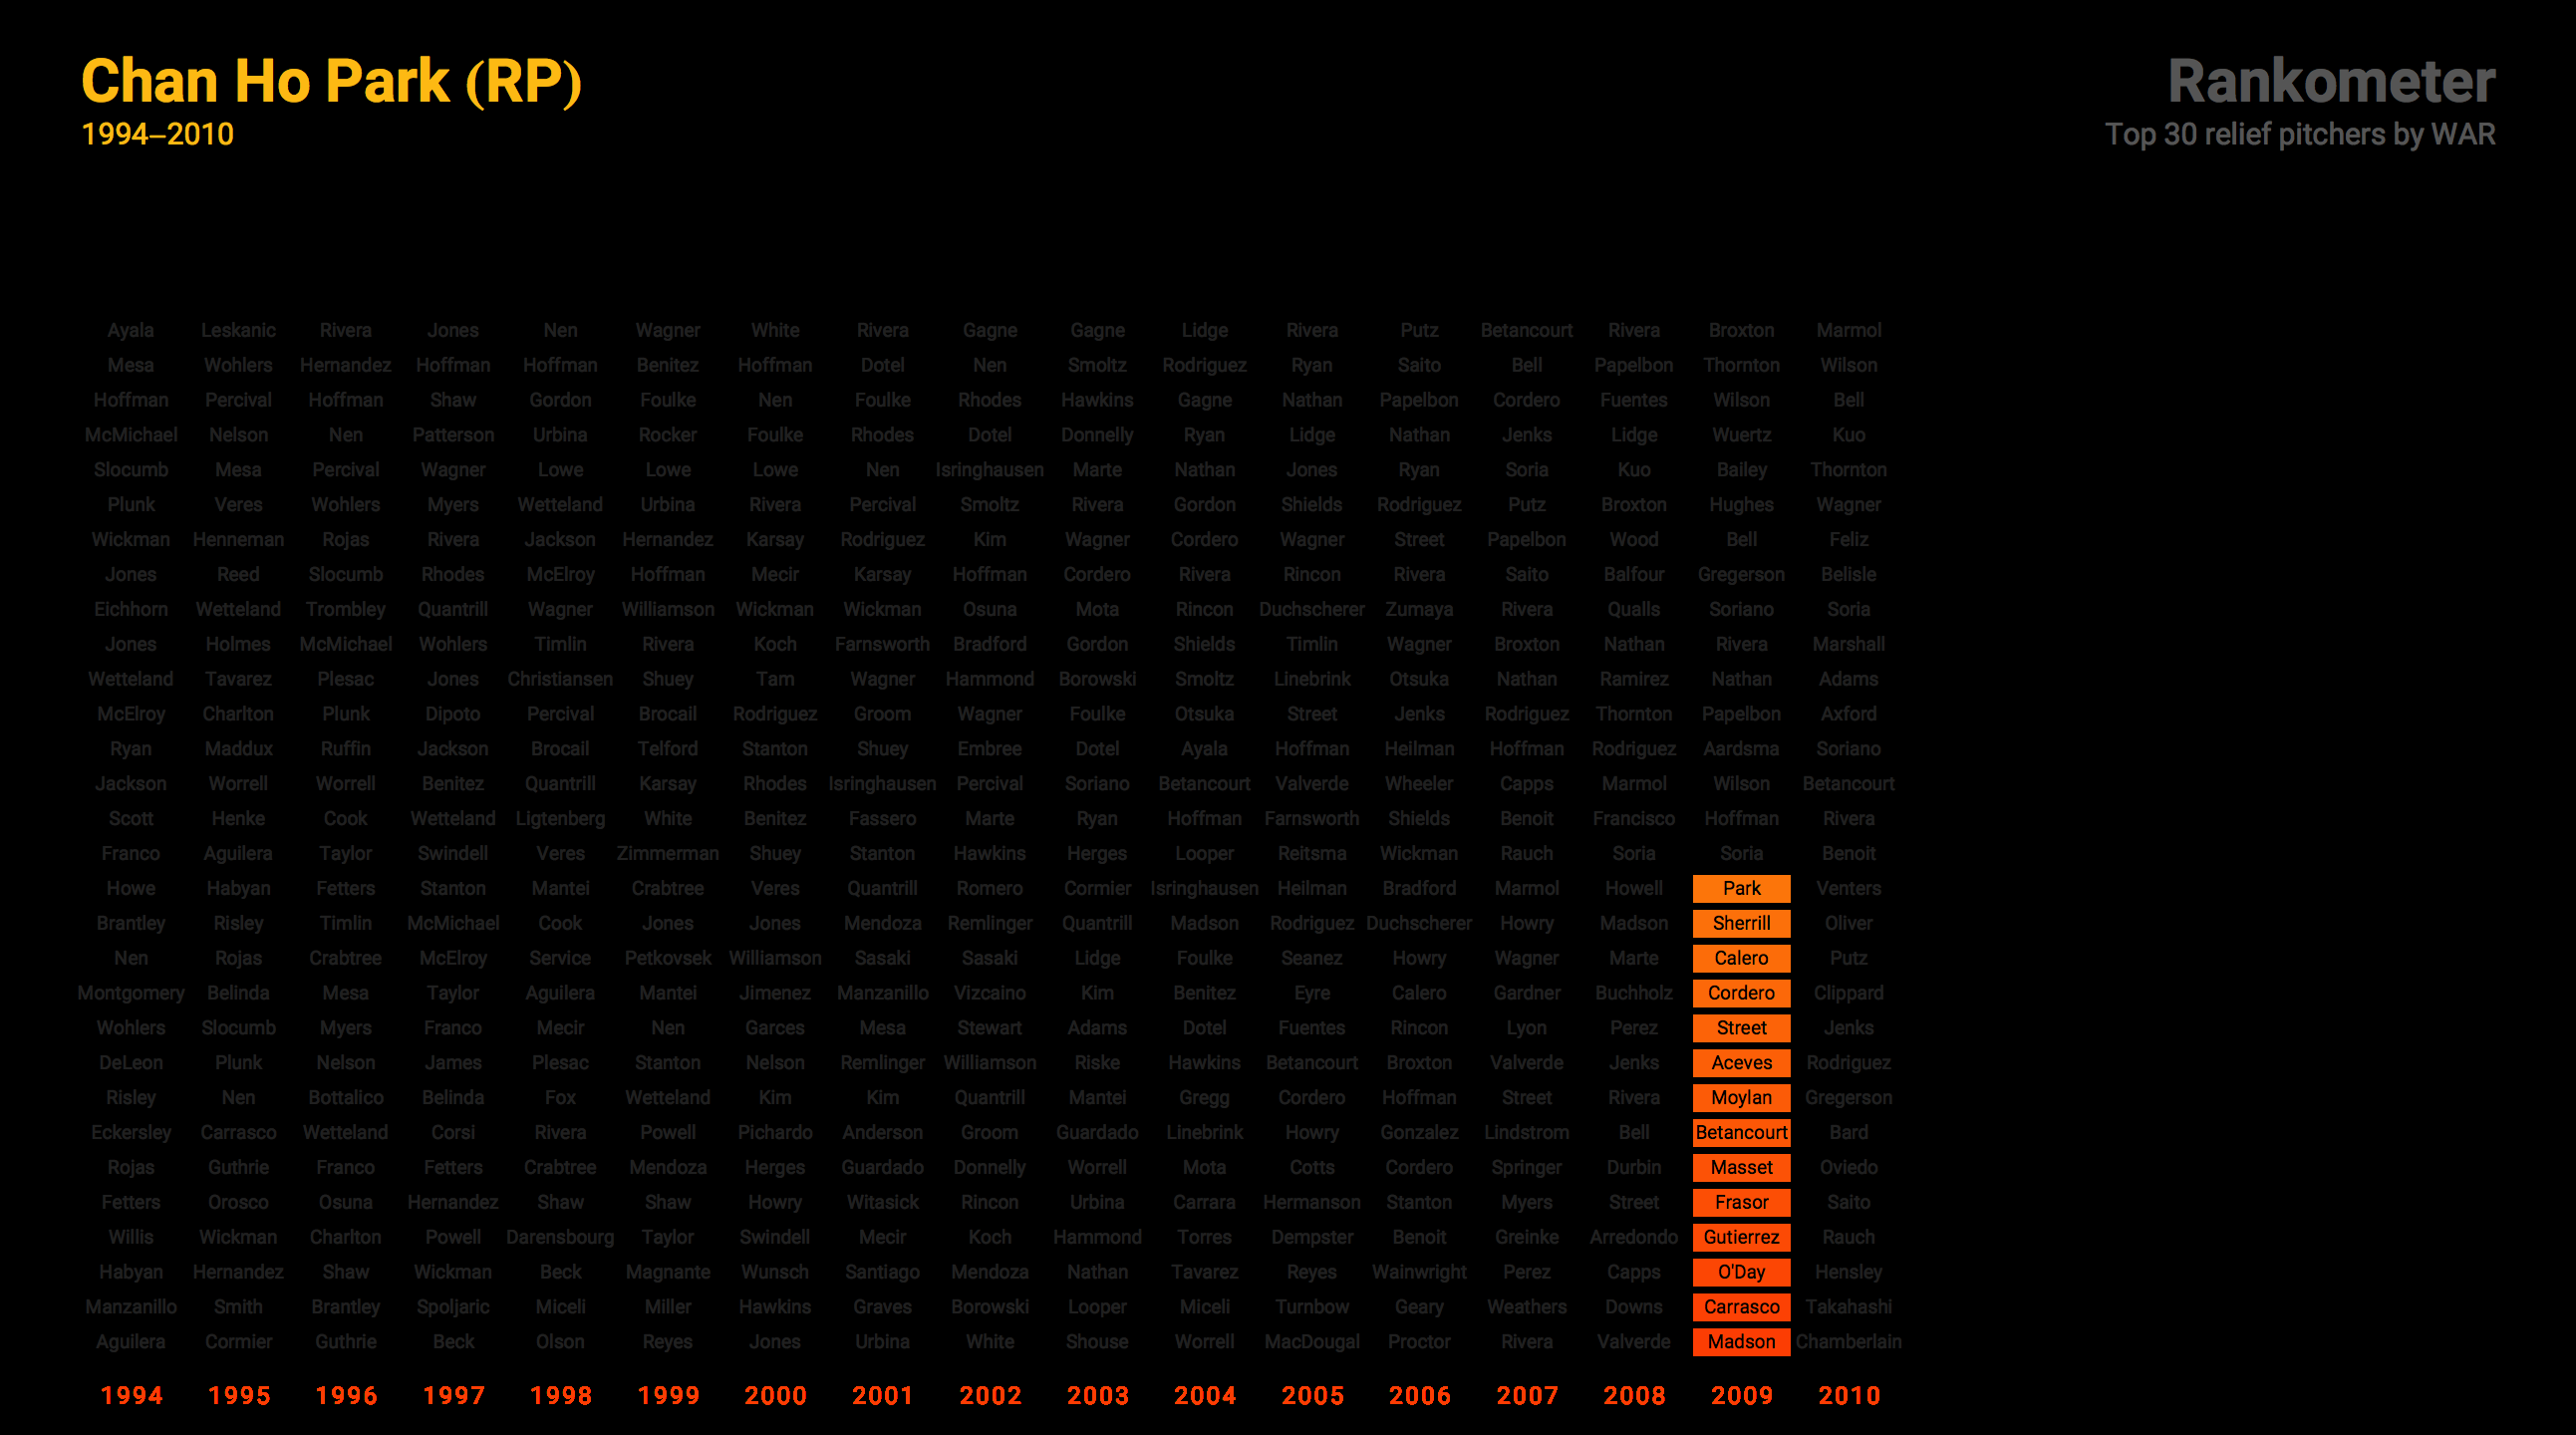 Chan Ho Park (RP)
1994–2010
Rankometer
Top 30 relief pitchers by WAR
Ayala Leskanic Rivera Jones Nen Wagner White Rivera Gagne Gagne Lidge Rivera Putz Betancourt Rivera Broxton Marmol
Mesa Wohlers Hernandez Hoffman Hoffman Benitez Hoffman Dotel Nen Smoltz Rodriguez Ryan Saito Bell Papelbon Thornton Wilson
Hoffman Percival Hoffman Shaw Gordon Foulke Nen Foulke Rhodes Hawkins Gagne Nathan Papelbon Cordero Fuentes Wilson Bell
McMichael Nelson Nen Patterson Urbina Rocker Foulke Rhodes Dotel Donnelly Ryan Lidge Nathan Jenks Lidge Wuertz Kuo
Slocumb Mesa Percival Wagner Lowe Lowe Lowe Nen Isringhausen Marte Nathan Jones Ryan Soria Kuo Bailey Thornton
Plunk Veres Wohlers Myers Wetteland Urbina Rivera Percival Smoltz Rivera Gordon Shields Rodriguez Putz Broxton Hughes Wagner
Wickman Henneman Rojas Rivera Jackson Hernandez Karsay Rodriguez Kim Wagner Cordero Wagner Street Papelbon Wood Bell Feliz
Jones Reed Slocumb Rhodes McElroy Hoffman Mecir Karsay Hoffman Cordero Rivera Rincon Rivera Saito Balfour Gregerson Belisle
Eichhorn Wetteland Trombley Quantrill Wagner Williamson Wickman Wickman Osuna Mota Rincon Duchscherer Zumaya Rivera Qualls Soriano Soria
Jones Holmes McMichael Wohlers Timlin Rivera Koch Farnsworth Bradford Gordon Shields Timlin Wagner Broxton Nathan Rivera Marshall
Wetteland Tavarez Plesac Jones Christiansen Shuey Tam Wagner Hammond Borowski Smoltz Linebrink Otsuka Nathan Ramirez Nathan Adams
McElroy Charlton Plunk Dipoto Percival Brocail Rodriguez Groom Wagner Foulke Otsuka Street Jenks Rodriguez Thornton Papelbon Axford
Ryan Maddux Ruffin Jackson Brocail Telford Stanton Shuey Embree Dotel Ayala Hoffman Heilman Hoffman Rodriguez Aardsma Soriano
Jackson Worrell Worrell Benitez Quantrill Karsay Rhodes Isringhausen Percival Soriano Betancourt Valverde Wheeler Capps Marmol Wilson Betancourt
Scott Henke Cook Wetteland Ligtenberg White Benitez Fassero Marte Ryan Hoffman Farnsworth Shields Benoit Francisco Hoffman Rivera
Franco Aguilera Taylor Swindell Veres Zimmerman Shuey Stanton Hawkins Herges Looper Reitsma Wickman Rauch Soria Soria Benoit
Howe Habyan Fetters Stanton Mantei Crabtree Veres Quantrill Romero Cormier Isringhausen Heilman Bradford Marmol Howell Park Venters
Brantley Risley Timlin McMichael Cook Jones Jones Mendoza Remlinger Quantrill Madson Rodriguez Duchscherer Howry Madson Sherrill Oliver
Nen Rojas Crabtree McElroy Service Petkovsek Williamson Sasaki Sasaki Lidge Foulke Seanez Howry Wagner Marte Calero Putz
Montgomery Belinda Mesa Taylor Aguilera Mantei Jimenez Manzanillo Vizcaino Kim Benitez Eyre Calero Gardner Buchholz Cordero Clippard
Wohlers Slocumb Myers Franco Mecir Nen Garces Mesa Stewart Adams Dotel Fuentes Rincon Lyon Perez Street Jenks
DeLeon Plunk Nelson James Plesac Stanton Nelson Remlinger Williamson Riske Hawkins Betancourt Broxton Valverde Jenks Aceves Rodriguez
Risley Nen Bottalico Belinda Fox Wetteland Kim Kim Quantrill Mantei Gregg Cordero Hoffman Street Rivera Moylan Gregerson
Eckersley Carrasco Wetteland Corsi Rivera Powell Pichardo Anderson Groom Guardado Linebrink Howry Gonzalez Lindstrom Bell Betancourt Bard
Rojas Guthrie Franco Fetters Crabtree Mendoza Herges Guardado Donnelly Worrell Mota Cotts Cordero Springer Durbin Masset Oviedo
Fetters Orosco Osuna Hernandez Shaw Shaw Howry Witasick Rincon Urbina Carrara Hermanson Stanton Myers Street Frasor Saito
Willis Wickman Charlton Powell Darensbourg Taylor Swindell Mecir Koch Hammond Torres Dempster Benoit Greinke Arredondo Gutierrez Rauch
Habyan Hernandez Shaw Wickman Beck Magnante Wunsch Santiago Mendoza Nathan Tavarez Reyes Wainwright Perez Capps O'Day Hensley
Manzanillo Smith Brantley Spoljaric Miceli Miller Hawkins Graves Borowski Looper Miceli Turnbow Geary Weathers Downs Carrasco Takahashi
Aguilera Cormier Guthrie Beck Olson Reyes Jones Urbina White Shouse Worrell MacDougal Proctor Rivera Valverde Madson Chamberlain
1994 1995 1996 1997 1998 1999 2000 2001 2002 2003 2004 2005 2006 2007 2008 2009 2010